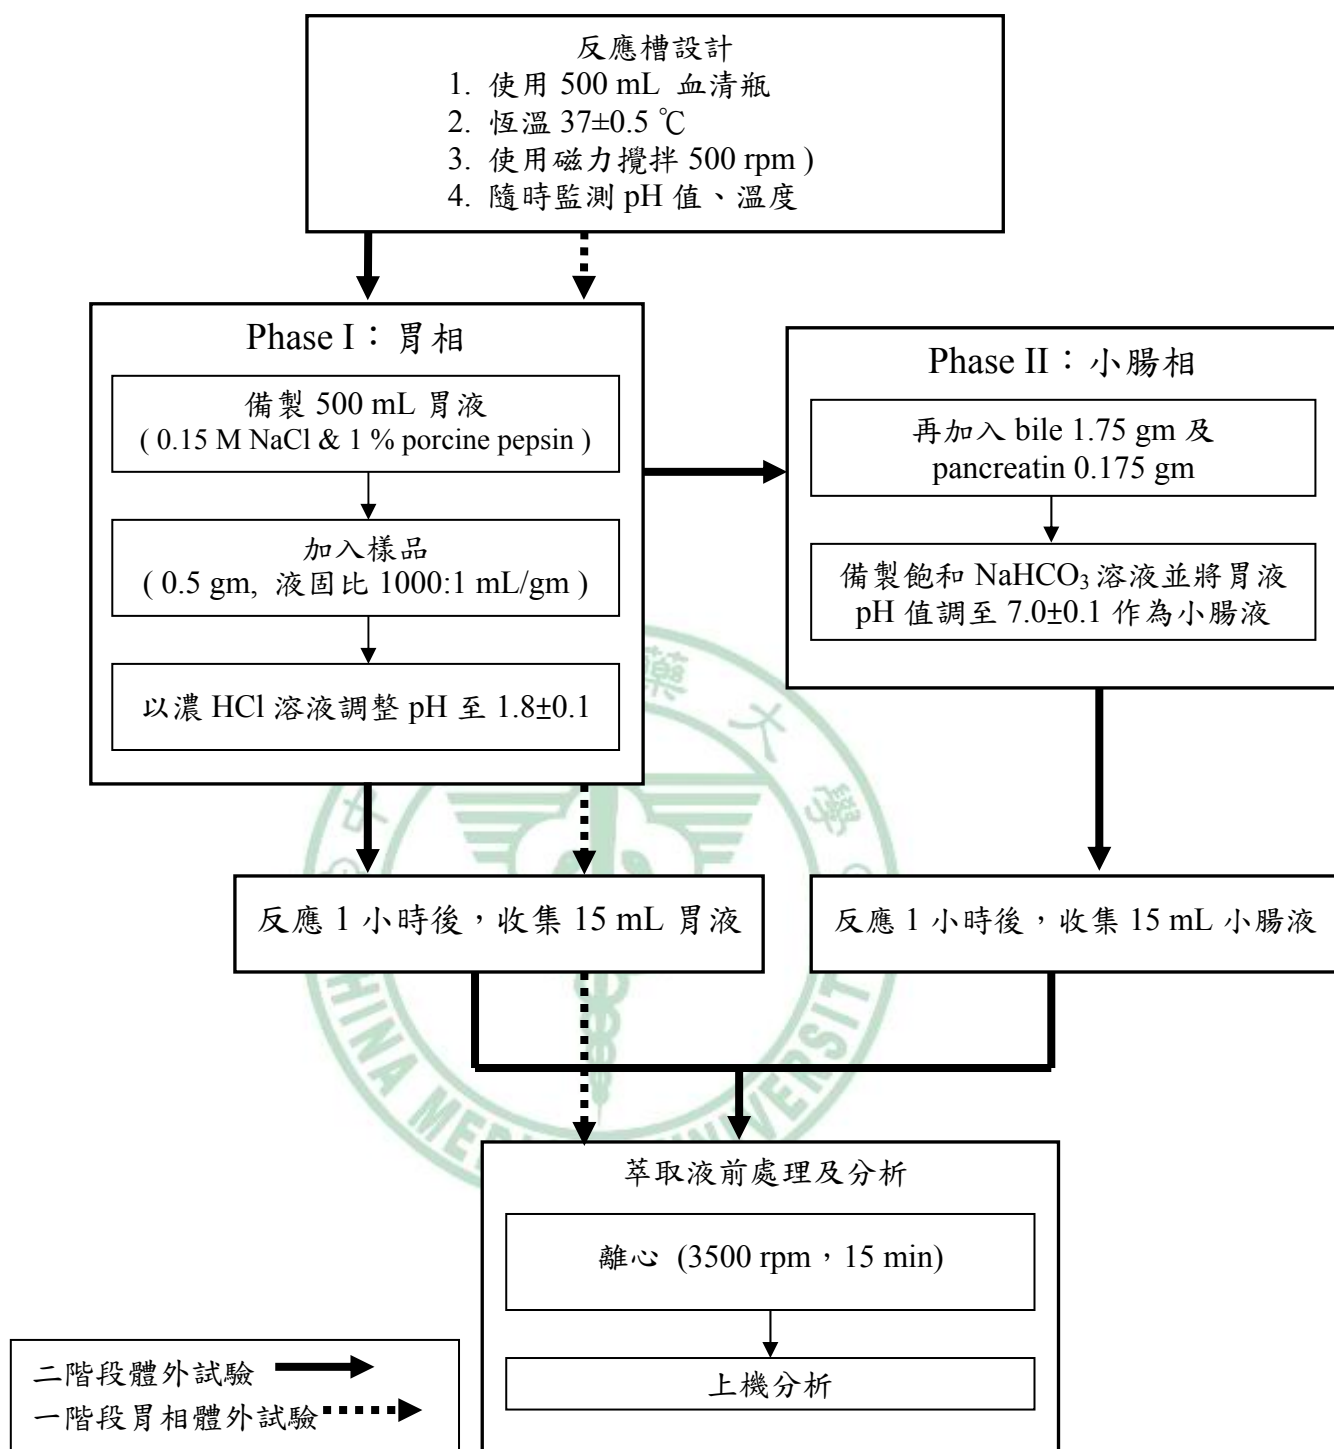 反應槽設計
1. 使用 500 mL 血清瓶
2. 恆溫 37±0.5 ℃
3. 使用磁力攪拌 500 rpm )
4. 隨時監測 pH 值、溫度
Phase I：胃相
備製 500 mL 胃液
( 0.15 M NaCl & 1 % porcine pepsin )
加入樣品
( 0.5 gm, 液固比 1000:1 mL/gm )
以濃 HCl 溶液調整 pH 至 1.8±0.1
Phase II：小腸相
再加入 bile 1.75 gm 及
pancreatin 0.175 gm
備製飽和 NaHCO₃ 溶液並將胃液
pH 值調至 7.0±0.1 作為小腸液
反應 1 小時後，收集 15 mL 胃液
反應 1 小時後，收集 15 mL 小腸液
萃取液前處理及分析
離心 (3500 rpm，15 min)
上機分析
二階段體外試驗
一階段胃相體外試驗
藥大學